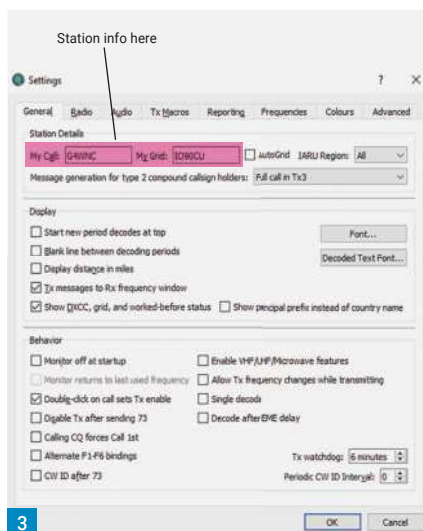 Station info here
Settings ? ×
General Radio Audio Tx Macros Reporting Frequencies Colours Advanced
Station Details
My Call: G4WNC My Grid: IO90CU AutoGrid IARU Region: All
Message generation for type 2 compound callsign holders: Full call in Tx3
Display
Start new period decodes at top Font...
Blank line between decoding periods Decoded Text Font...
Display distance in miles
Tx messages to Rx frequency window
Show DXCC, grid, and worked-before status Show principal prefix instead of country name
Behavior
Monitor off at startup Enable VHF/UHF/Microwave features
Monitor returns to last used frequency Allow Tx frequency changes while transmitting
Double-click on call sets Tx enable Single decode
Disable Tx after sending 73 Decode after EME delay
Calling CQ forces Call 1st
Alternate F1-F6 bindings Tx watchdog: 6 minutes
CW ID after 73 Periodic CW ID Interval: 0
3 OK Cancel